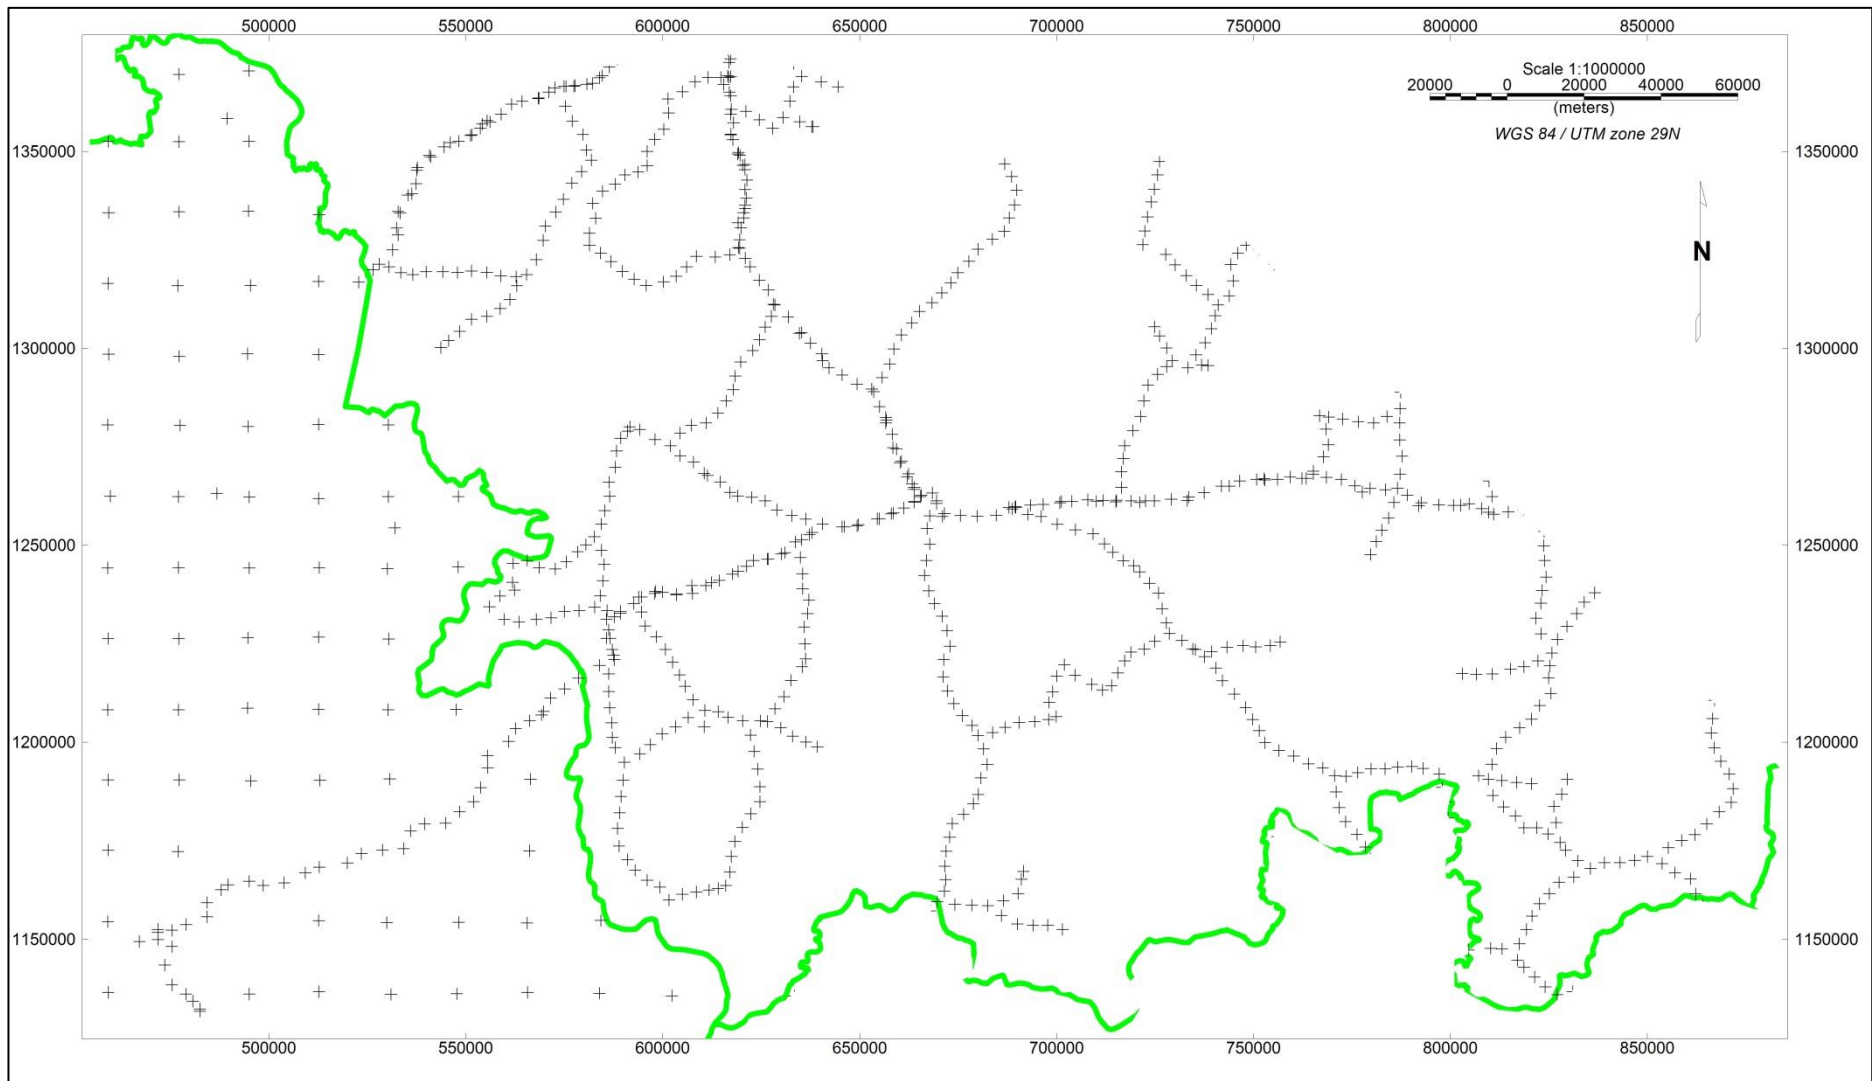 500000 550000 600000 650000 700000 750000 800000 850000
Scale 1:1000000
20000 0 20000 40000 60000
(meters)
WGS 84 / UTM zone 29N
1350000 1350000
N
1300000 1300000
1250000 1250000
1200000 1200000
1150000 1150000
500000 550000 600000 650000 700000 750000 800000 850000